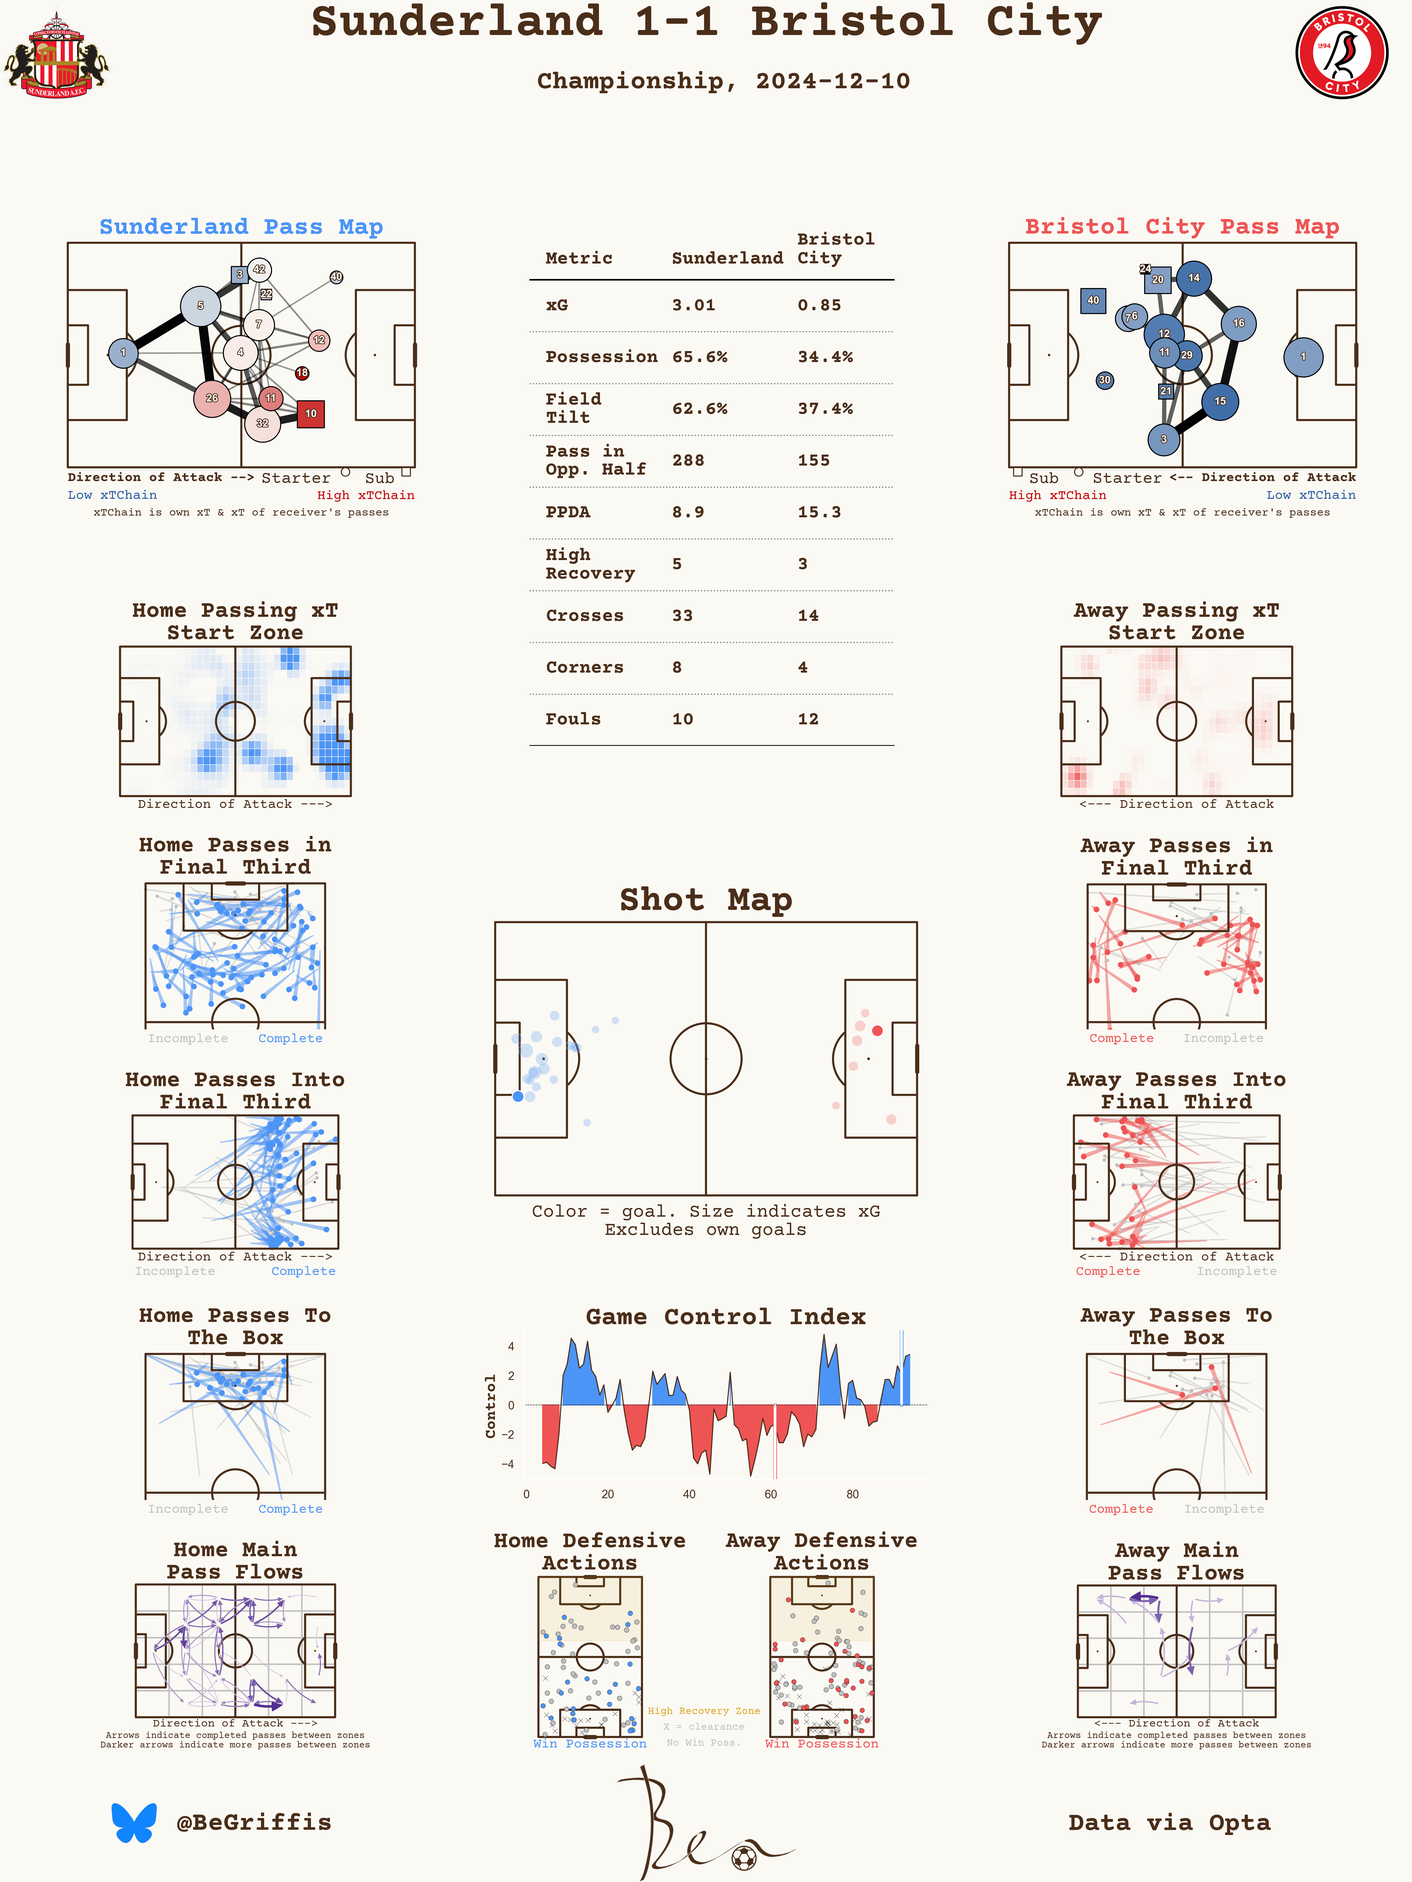 Sunderland 1-1 Bristol City
Championship, 2024-12-10
SUNDERLAND A.F.C.
BRISTOL
1894
CITY
Sunderland Pass Map
3
42
40
22
5
7
12
4
1
18
26
11
10
32
Direction of Attack --> Starter Sub
Low xTChain High xTChain
xTChain is own xT & xT of receiver's passes
Metric Sunderland Bristol City
xG 3.01 0.85
Possession 65.6% 34.4%
Field Tilt 62.6% 37.4%
Pass in Opp. Half 288 155
PPDA 8.9 15.3
High Recovery 5 3
Crosses 33 14
Corners 8 4
Fouls 10 12
Bristol City Pass Map
24
20
14
40
7
6
16
12
11
29
1
30
21
15
3
Sub Starter <-- Direction of Attack
High xTChain Low xTChain
xTChain is own xT & xT of receiver's passes
Home Passing xT
Start Zone
Direction of Attack --->
Away Passing xT
Start Zone
<--- Direction of Attack
Home Passes in
Final Third
Incomplete Complete
Away Passes in
Final Third
Complete Incomplete
Shot Map
Color = goal. Size indicates xG
Excludes own goals
Home Passes Into
Final Third
Direction of Attack --->
Incomplete Complete
Away Passes Into
Final Third
<--- Direction of Attack
Complete Incomplete
Home Passes To
The Box
Incomplete Complete
Game Control Index
Control
4
2
0
−2
−4
0 20 40 60 80
Away Passes To
The Box
Complete Incomplete
Home Main
Pass Flows
Direction of Attack --->
Arrows indicate completed passes between zones
Darker arrows indicate more passes between zones
Home Defensive
Actions
Win Possession
Away Defensive
Actions
Win Possession
High Recovery Zone
X = clearance
No Win Poss.
Away Main
Pass Flows
<--- Direction of Attack
Arrows indicate completed passes between zones
Darker arrows indicate more passes between zones
@BeGriffis
Ben
Data via Opta